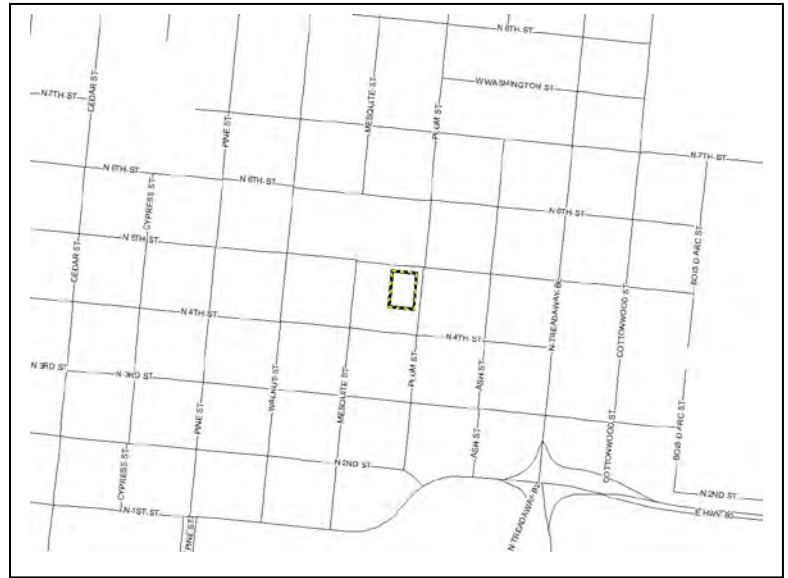 N 8TH ST
W WASHINGTON ST
N 7TH ST
CEDAR ST
MESQUITE ST
PLUM ST
PINE ST
N 7TH ST
N 6TH ST
CYPRESS ST
N 6TH ST
N 6TH ST
BOIS D ARC ST
N 5TH ST
CEDAR ST
N TREADAWAY BL
COTTONWOOD ST
N 4TH ST
N 4TH ST
N 3RD ST
N 3RD ST
WALNUT ST
MESQUITE ST
PLUM ST
ASH ST
PINE ST
COTTONWOOD ST
BOIS D ARC ST
ASH ST
N 2ND ST
CYPRESS ST
N 2ND ST
E HWY 80
N 1ST ST
PINE ST
N TREADAWAY BL